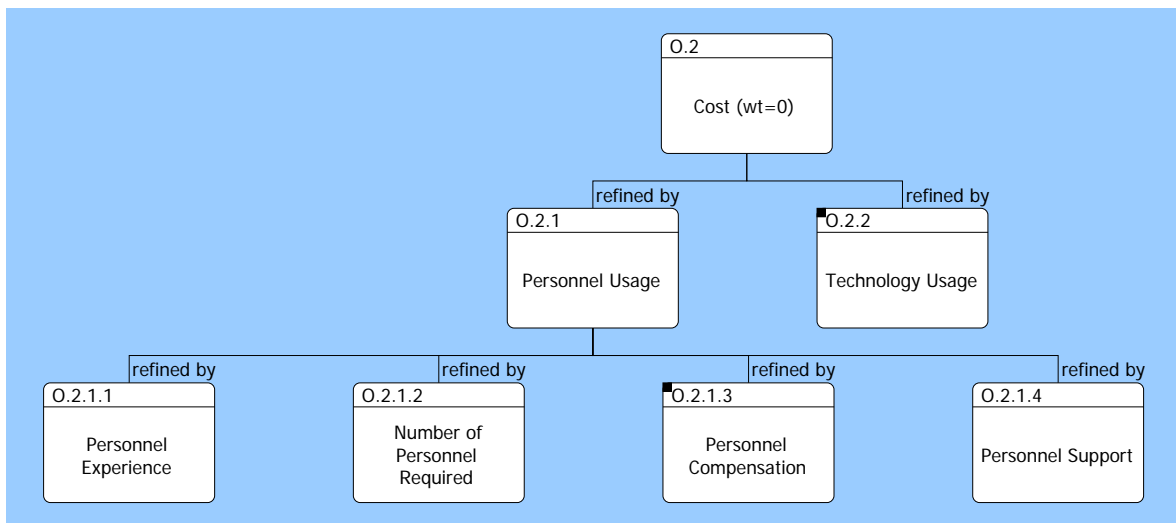 O.2
Cost (wt=0)
refined by
refined by
O.2.1
Personnel Usage
O.2.2
Technology Usage
refined by
refined by
refined by
refined by
O.2.1.1
Personnel
Experience
O.2.1.2
Number of
Personnel
Required
O.2.1.3
Personnel
Compensation
O.2.1.4
Personnel Support